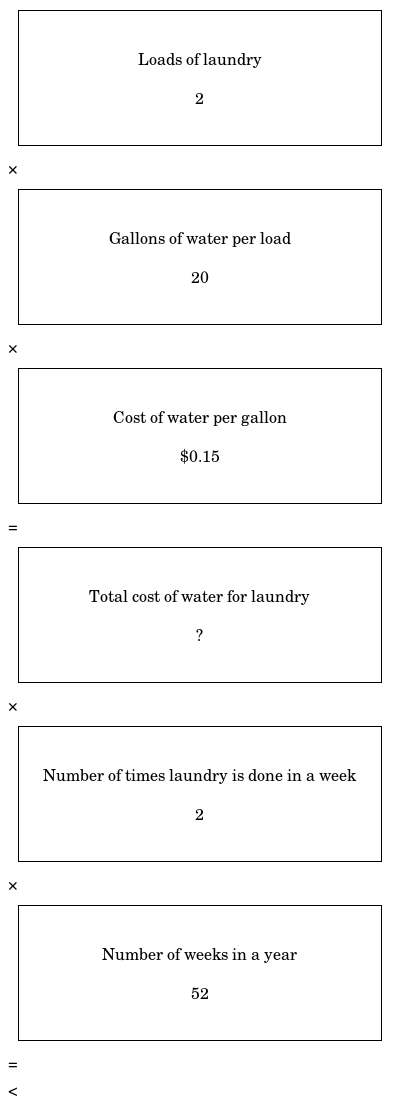 Loads of laundry
2
×
Gallons of water per load
20
×
Cost of water per gallon
$0.15
=
Total cost of water for laundry
?
×
Number of times laundry is done in a week
2
×
Number of weeks in a year
52
=
<